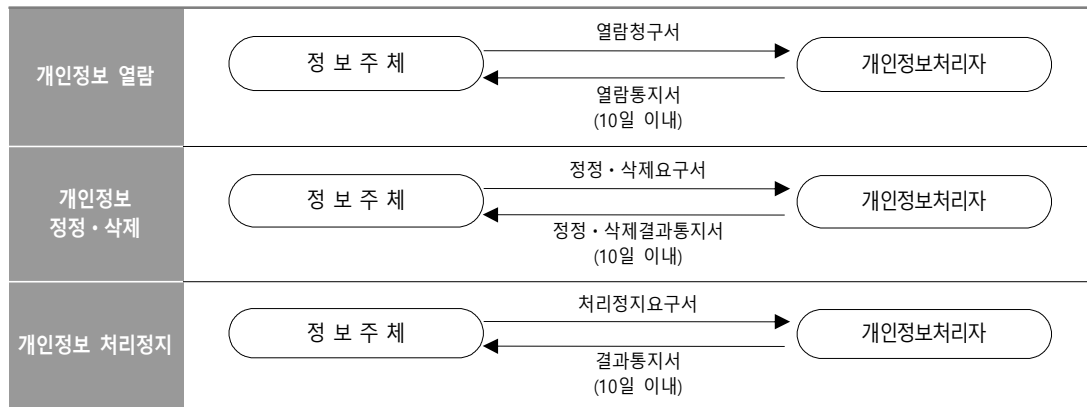 개인정보 열람
정 보 주 체
열람청구서
개인정보처리자
열람통지서
(10일 이내)
개인정보
정정・삭제
정 보 주 체
정정・삭제요구서
개인정보처리자
정정・삭제결과통지서
(10일 이내)
개인정보 처리정지
정 보 주 체
처리정지요구서
개인정보처리자
결과통지서
(10일 이내)